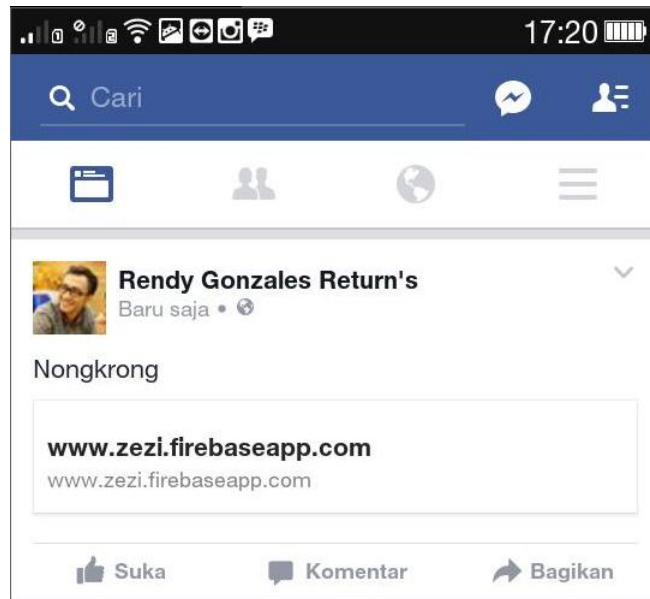 17:20
Cari
Rendy Gonzales Return's
Baru saja •
Nongkrong
www.zezi.firebaseapp.com
www.zezi.firebaseapp.com
Suka Komentar Bagikan